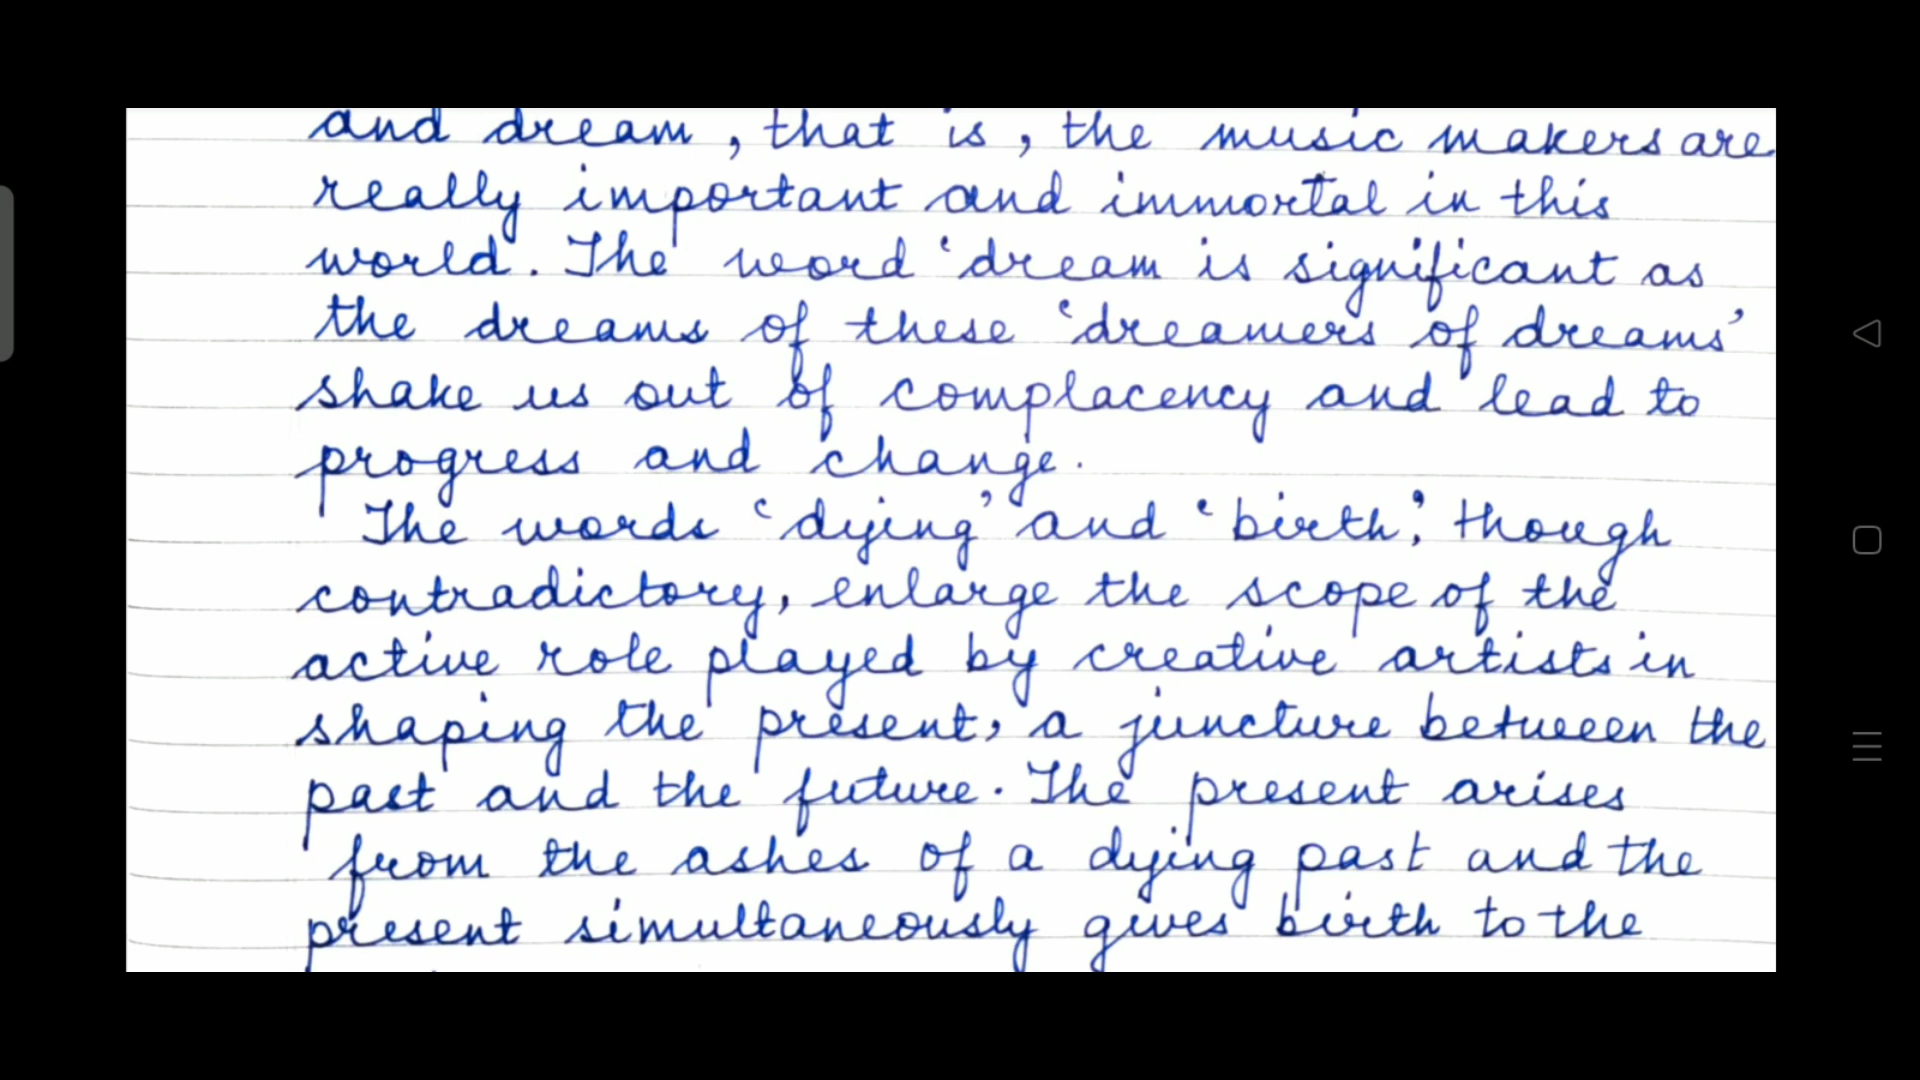 and dream, that is, the music makers are
really important and immortal in this
world. The word 'dream is significant as
the dreams of these 'dreamers of dreams'
shake us out of complacency and lead to
progress and change.
The words 'dying' and 'birth', though
contradictory, enlarge the scope of the
active role played by creative artists in
shaping the present, a juncture between the
past and the future. The present arises
from the ashes of a dying past and the
present simultaneously gives birth to the